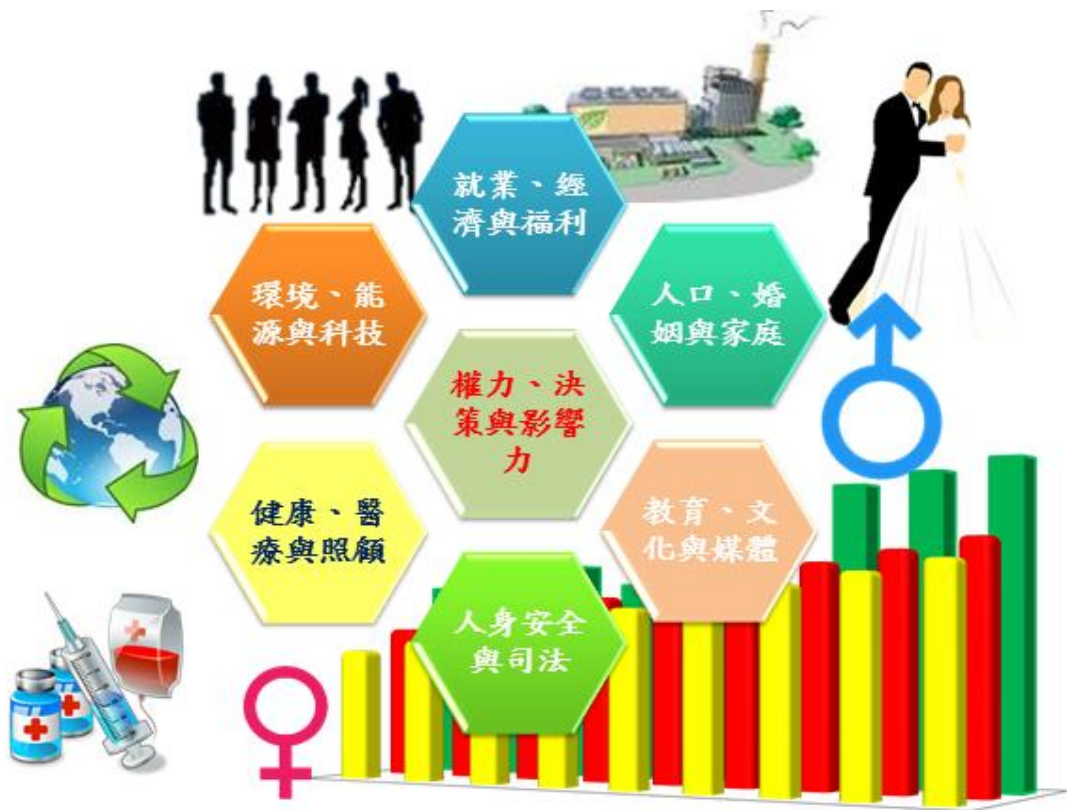 就業、經
濟與福利
環境、能
源與科技
人口、婚
姻與家庭
權力、決
策與影響
力
健康、醫
療與照顧
教育、文
化與媒體
人身安全
與司法